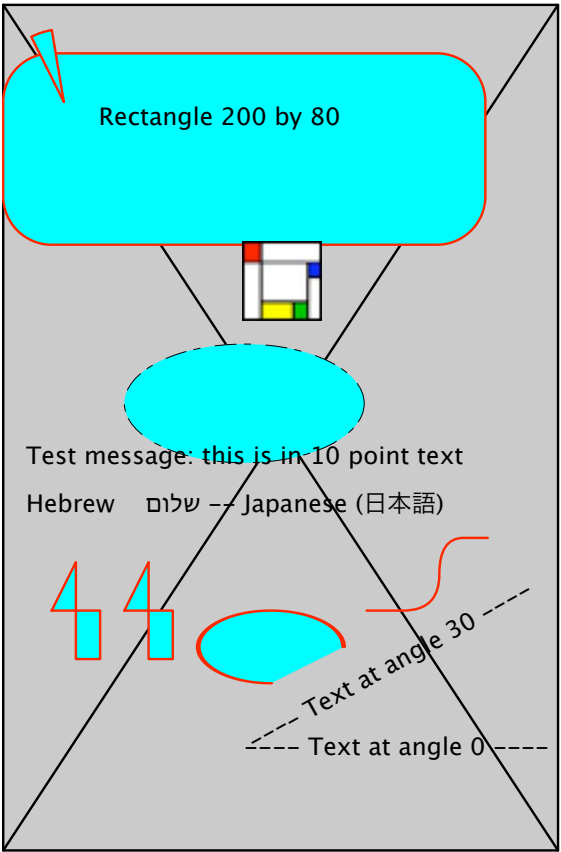 Rectangle 200 by 80
Test message: this is in 10 point text
Hebrew שלום -- Japanese (日本語)
---- Text at angle 30 ----
---- Text at angle 0 ----